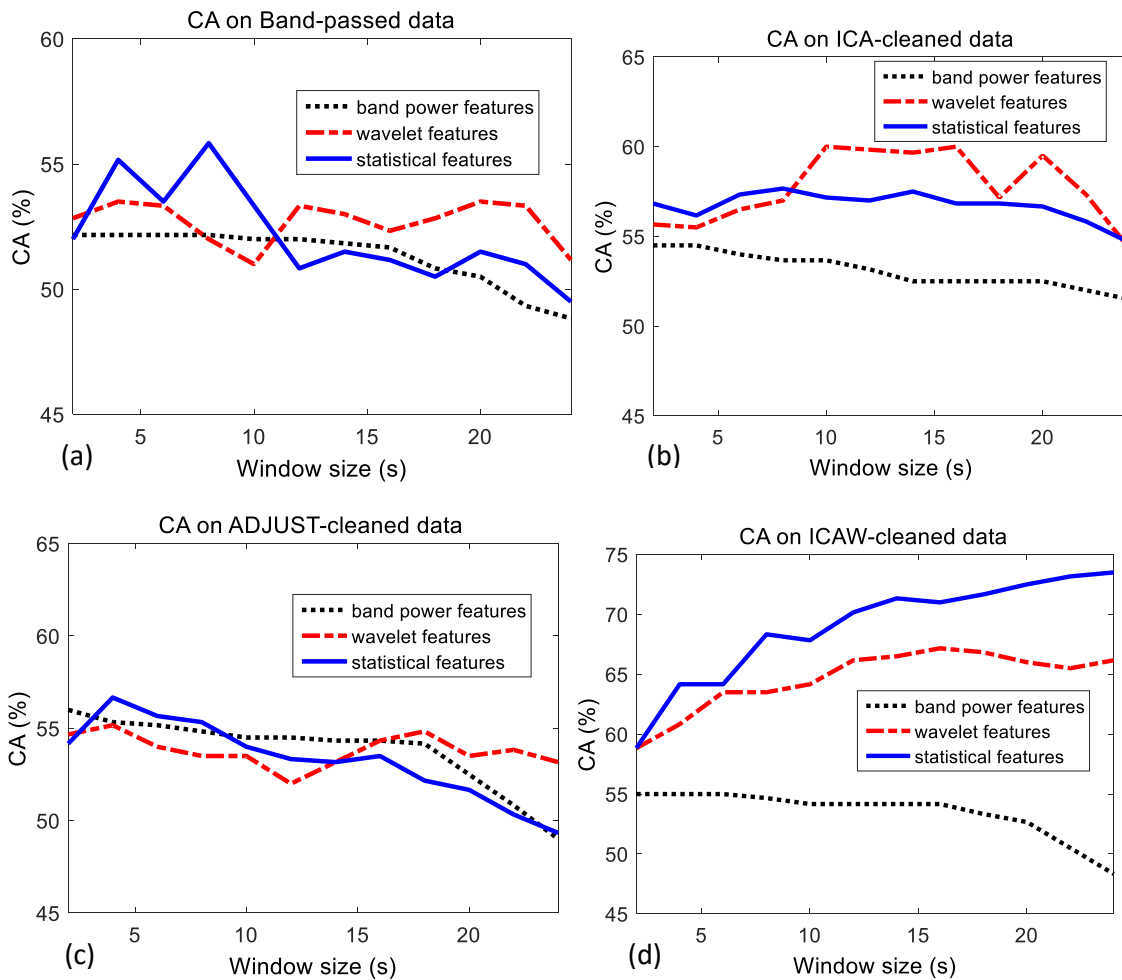 CA on Band-passed data
60
55
50
45
CA (%)
band power features
wavelet features
statistical features
5
10
15
20
Window size (s)
(a)
CA on ICA-cleaned data
65
60
55
50
45
CA (%)
band power features
wavelet features
statistical features
5
10
15
20
Window size (s)
(b)
CA on ADJUST-cleaned data
65
60
55
50
45
CA (%)
band power features
wavelet features
statistical features
5
10
15
20
Window size (s)
(c)
CA on ICAW-cleaned data
75
70
65
60
55
50
45
CA (%)
band power features
wavelet features
statistical features
5
10
15
20
Window size (s)
(d)